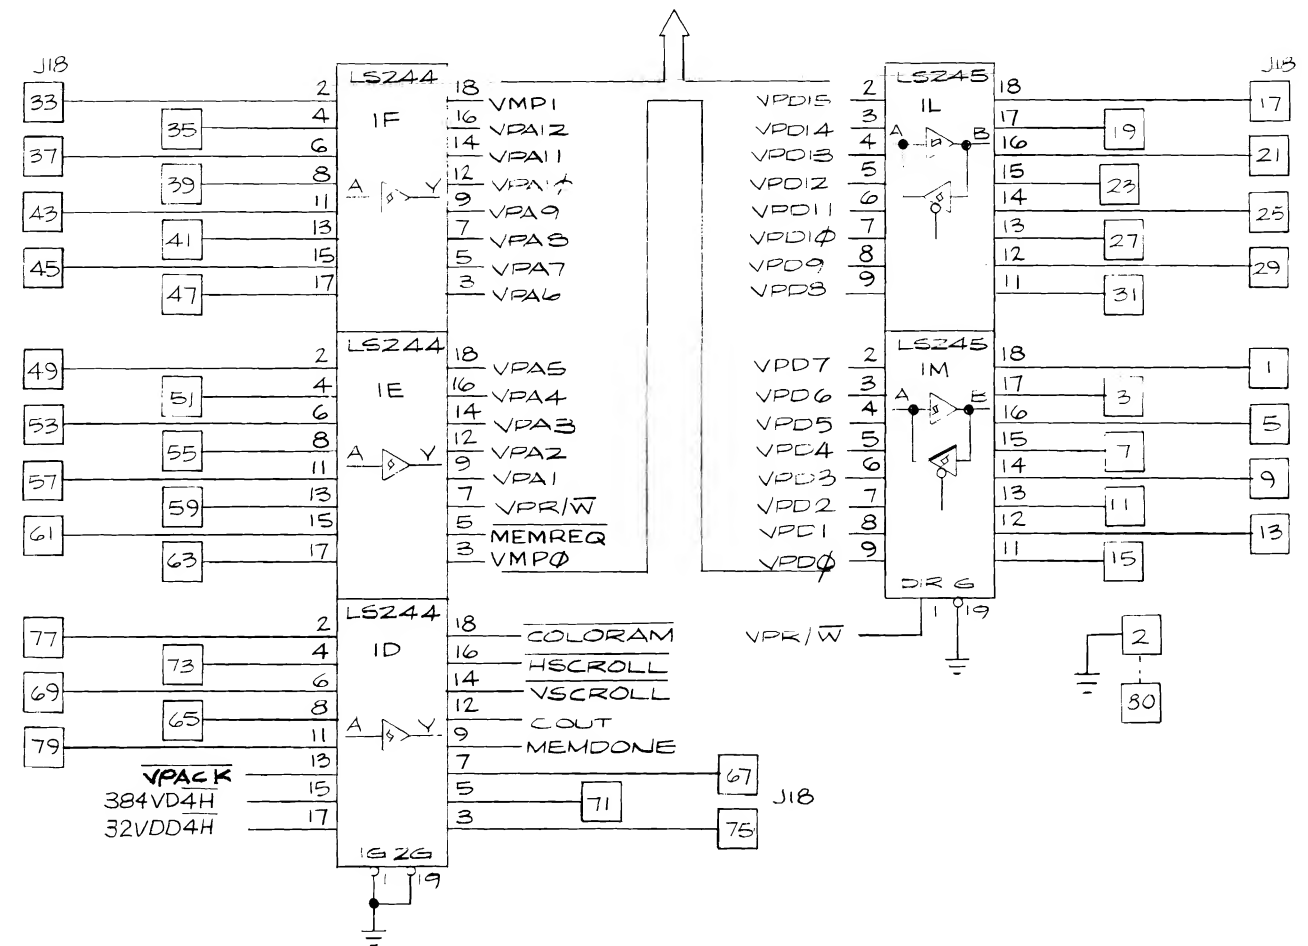 J18 LS244 LS245 J18
33 2 1F 18 VMP1 VPD15 2 1L 18 17
35 4 16 VPA12 VPD14 3 A B 17 19
37 6 14 VPA11 VPD13 4 16 21
39 8 A Y 12 VPD12 5 15 23
43 11 9 VPA9 VPD11 6 14 25
41 13 7 VPA8 VPD10 7 13 27
45 15 5 VPA7 VPD9 8 12 29
47 17 3 VPA6 VPD8 9 11 31
LS244 LS245
49 2 1E 18 VPA5 VPD7 2 1M 18 1
51 4 16 VPA4 VPD6 3 A B 17 3
53 6 14 VPA3 VPD5 4 16 5
55 8 A Y 12 VPA2 VPD4 5 15 7
57 11 9 VPA1 VPD3 6 14 9
59 13 7 VPR/W VPD2 7 13 11
61 15 5 MEMREQ VPD1 8 12 13
63 17 3 VMP0 VPD0 9 11 15
DIR G
1 19
LS244
77 2 1D 18 COLORAM VPR/W 2
73 4 16 HSCROLL
69 6 14 VSCROLL 80
65 8 A Y 12 COUT
79 11 9 MEMDONE
VPACK 13 7 67
384VD4H 15 5 71 J18
32VDD4H 17 3 75
1G 2G
1 19